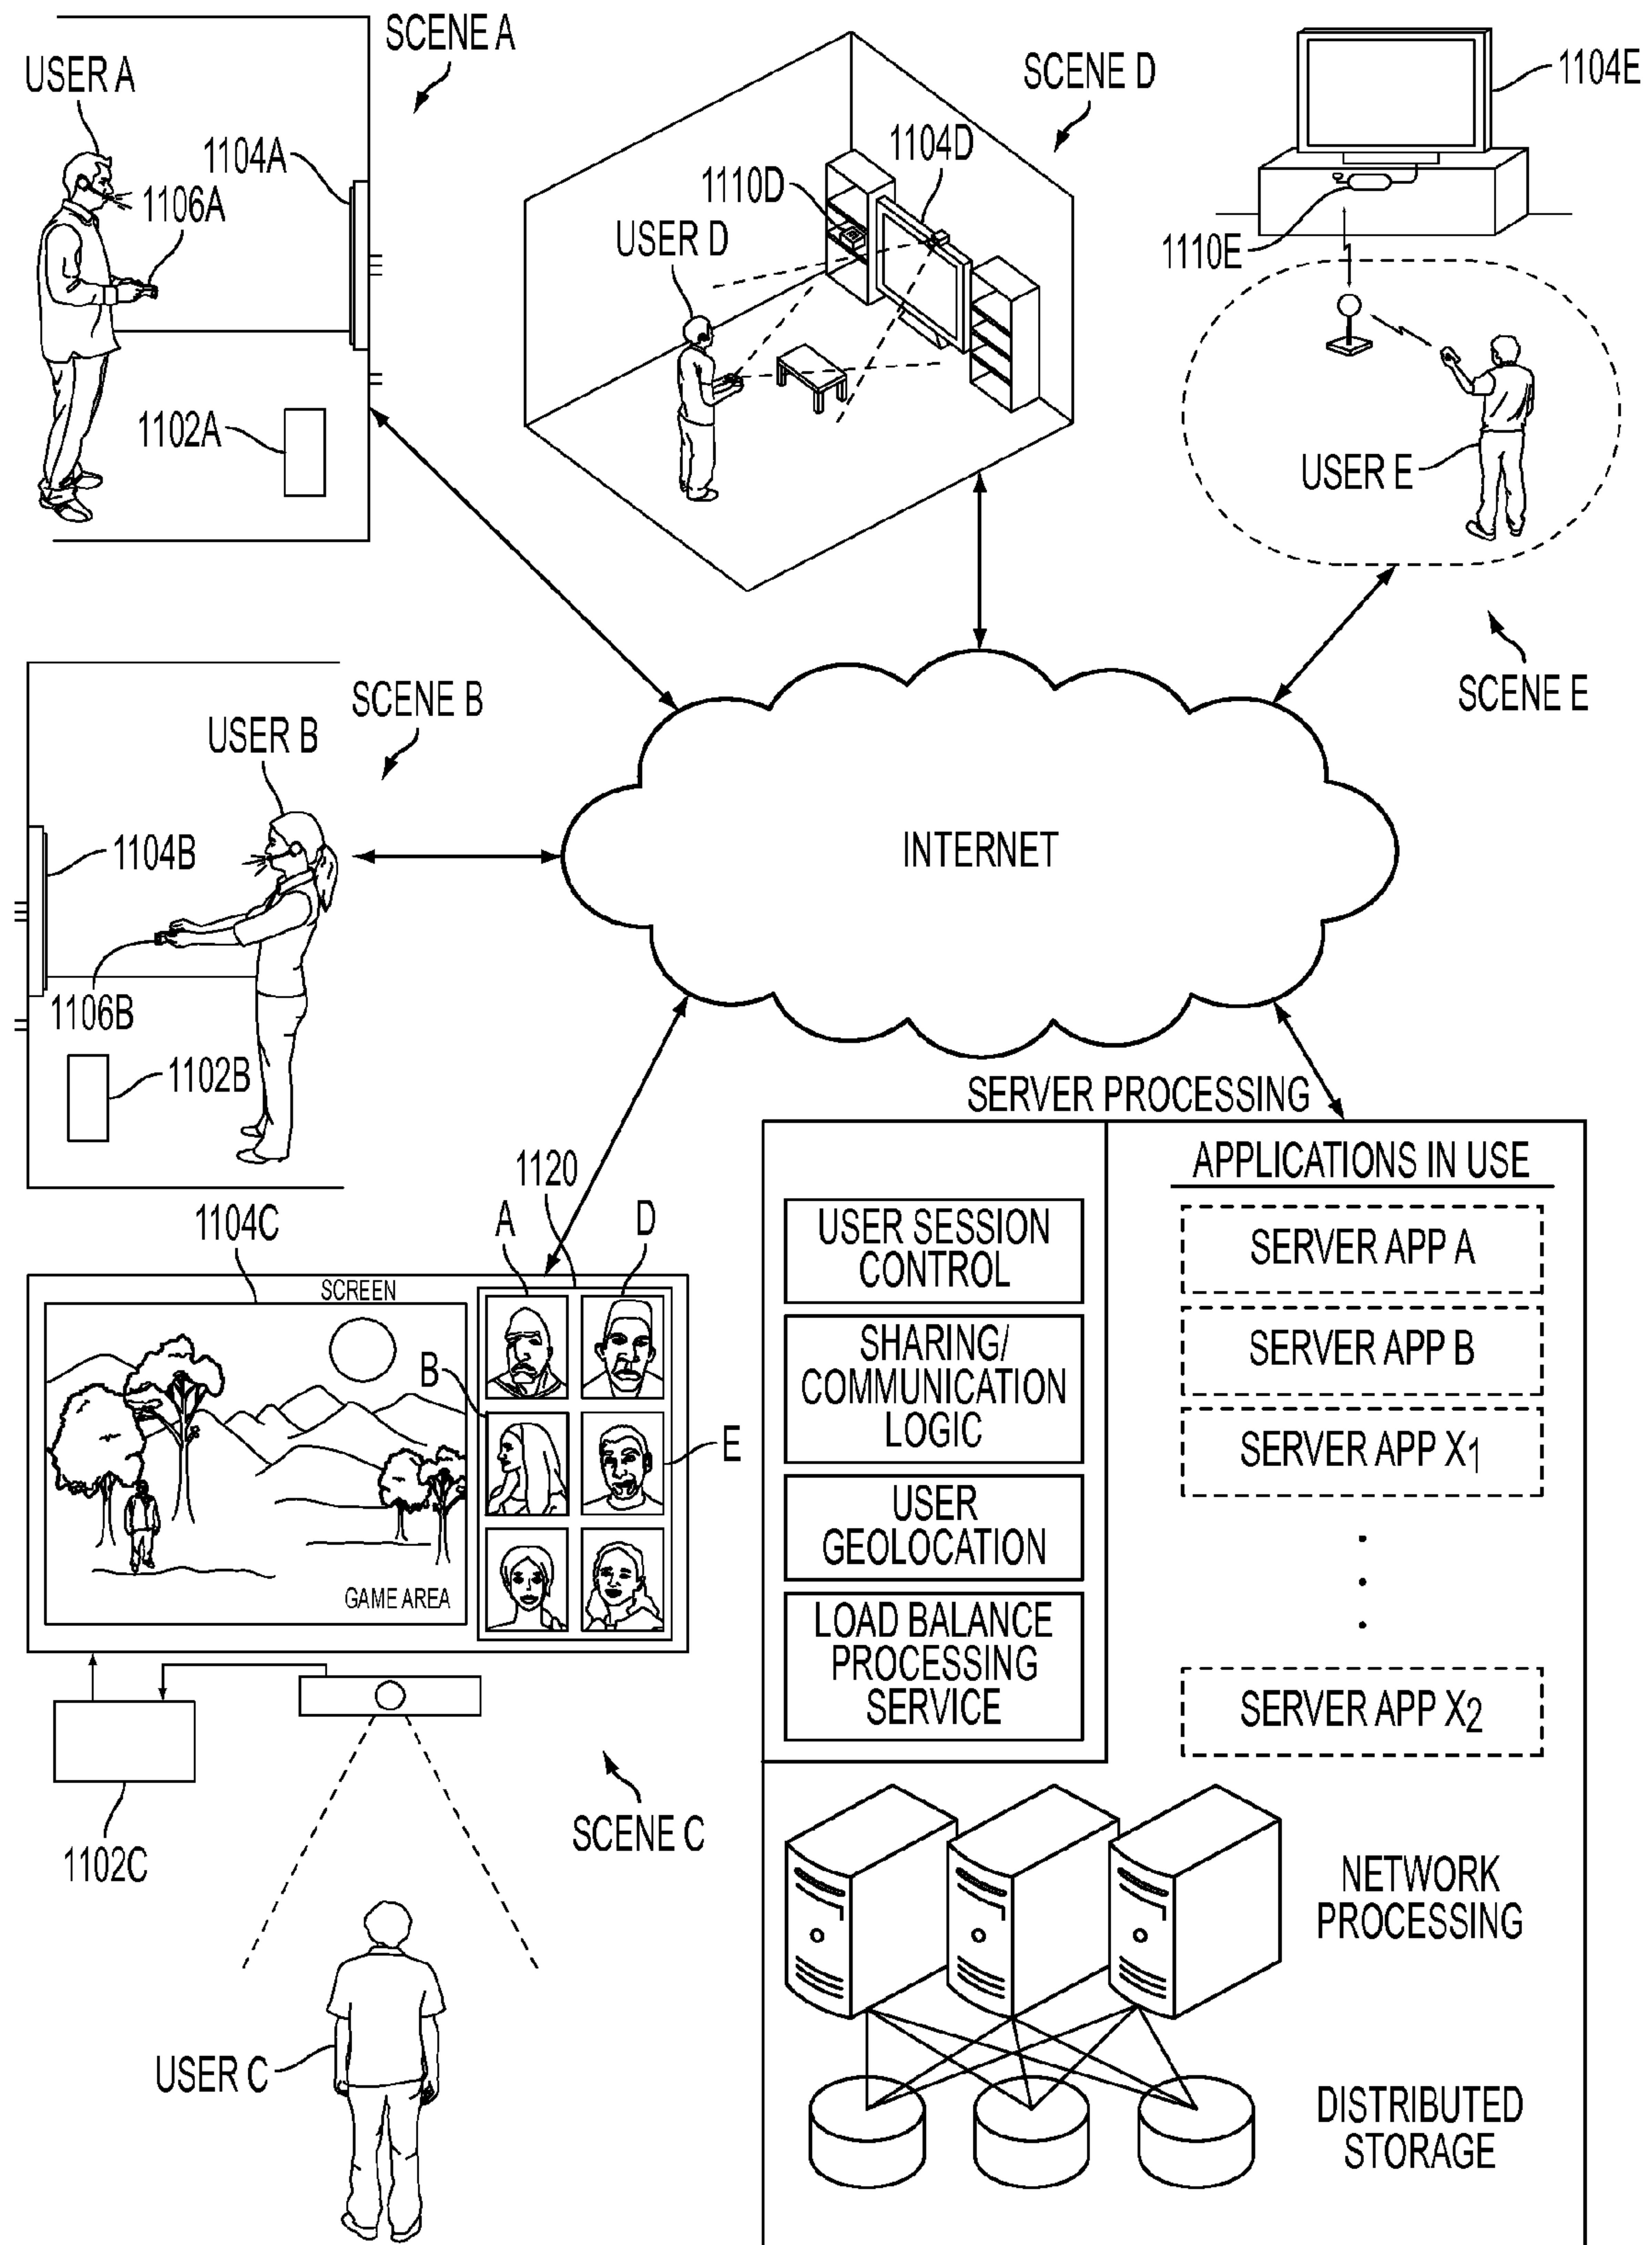 SCENE A
USER A
1104A
1106A
1102A
SCENE D
1104D
1110D
USER D
1104E
1110E
USER E
SCENE E
SCENE B
USER B
1104B
1106B
1102B
INTERNET
1120
A
D
1104C
SCREEN
B
E
GAME AREA
1102C
SCENE C
USER C
SERVER PROCESSING
USER SESSION
CONTROL
SHARING/
COMMUNICATION
LOGIC
USER
GEOLOCATION
LOAD BALANCE
PROCESSING
SERVICE
APPLICATIONS IN USE
SERVER APP A
SERVER APP B
SERVER APP X1
SERVER APP X2
NETWORK
PROCESSING
DISTRIBUTED
STORAGE